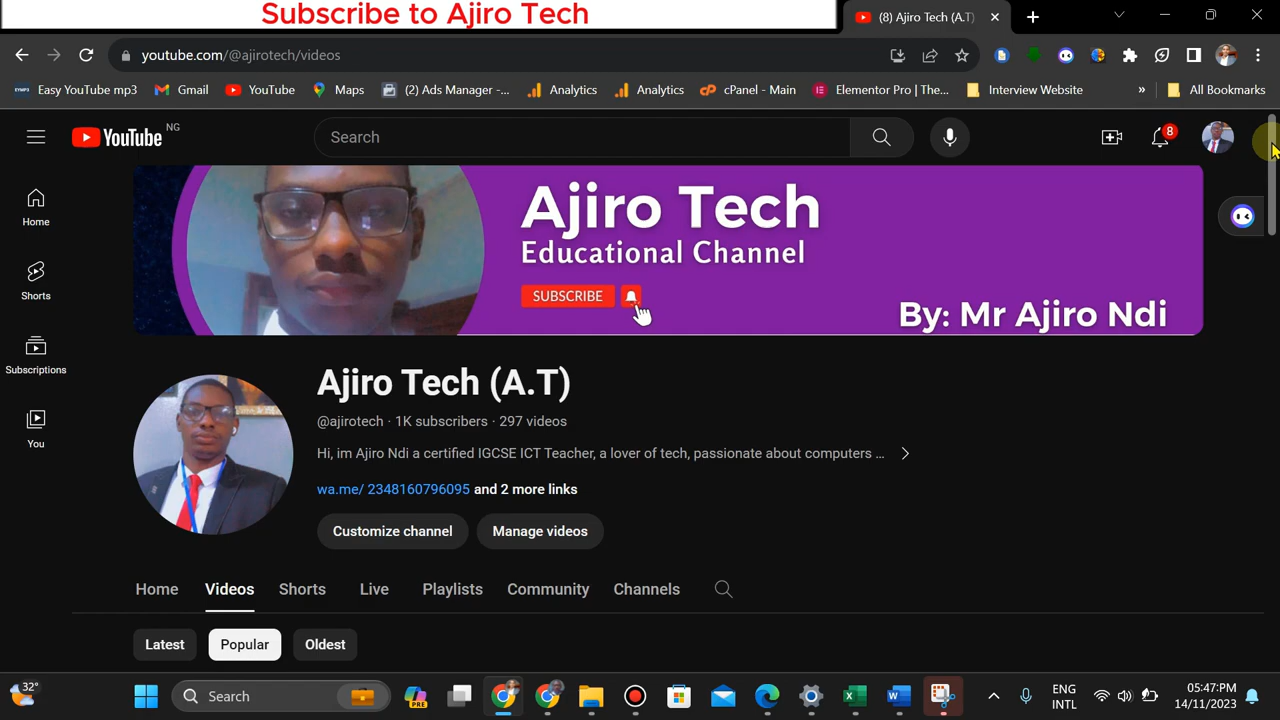 Subscribe to Ajiro Tech
(8) Ajiro Tech (A.T)
youtube.com/@ajirotech/videos
Easy YouTube mp3 Gmail YouTube Maps (2) Ads Manager -... Analytics Analytics cPanel - Main Elementor Pro | The... Interview Website » All Bookmarks
YouTube NG
Search
8
Home
Shorts
Subscriptions
You
Ajiro Tech
Educational Channel
SUBSCRIBE
By: Mr Ajiro Ndi
Ajiro Tech (A.T)
@ajirotech · 1K subscribers · 297 videos
Hi, im Ajiro Ndi a certified IGCSE ICT Teacher, a lover of tech, passionate about computers ...
wa.me/ 2348160796095 and 2 more links
Customize channel Manage videos
Home Videos Shorts Live Playlists Community Channels
Latest Popular Oldest
32°
Search
PRE
ENG
INTL
05:47:PM
14/11/2023